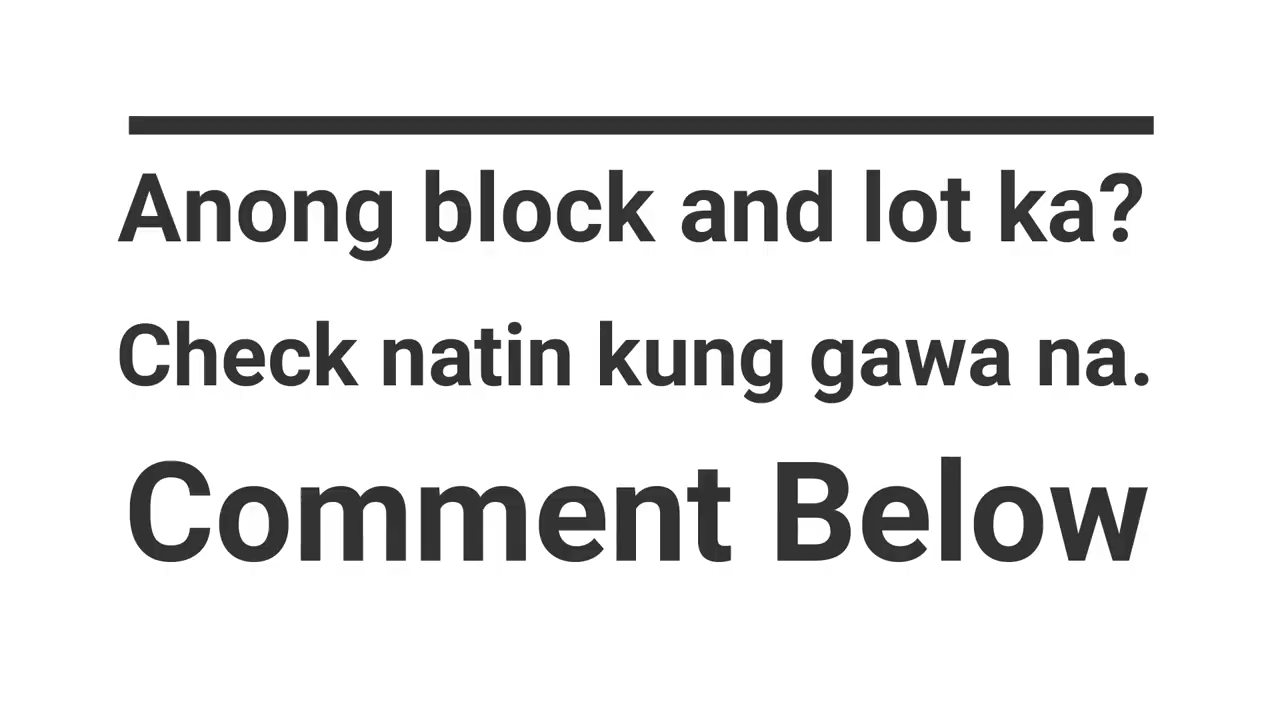 Anong block and lot ka?
Check natin kung gawa na.
Comment Below